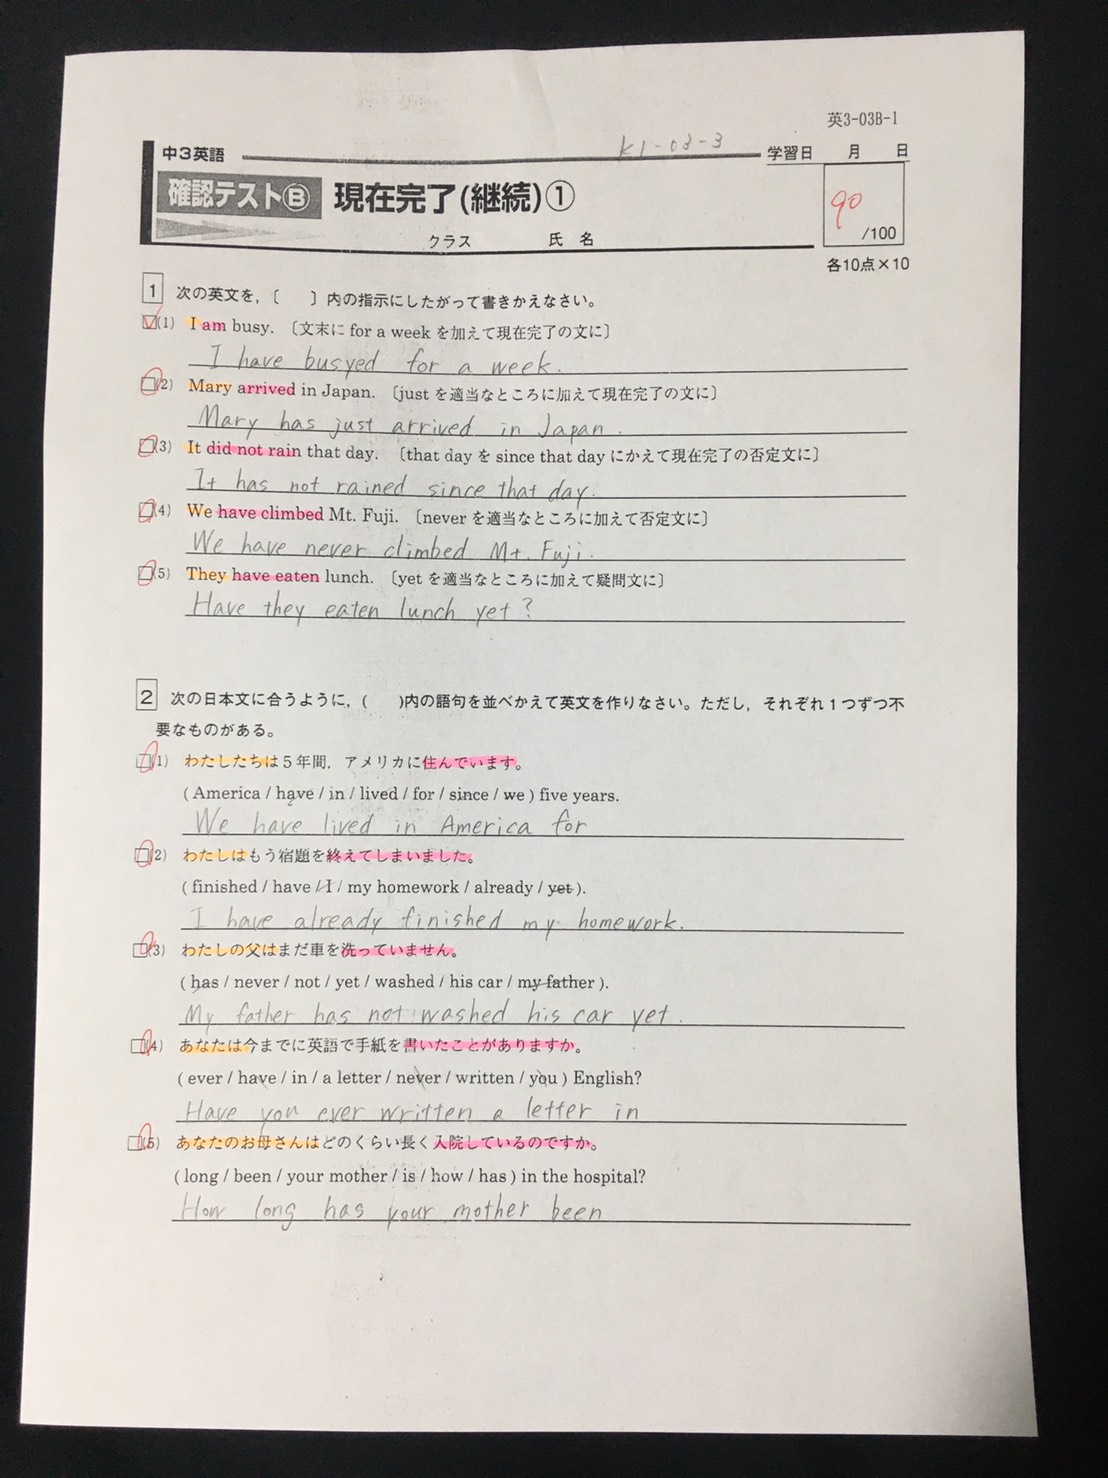 英3-03B-1
中3英語
K1-03-3
学習日 月 日
確認テストⒷ 現在完了(継続)①
90
/100
クラス 氏 名
各10点×10
1 次の英文を，〔 〕内の指示にしたがって書きかえなさい。
(1) I am busy. 〔文末に for a week を加えて現在完了の文に〕
I have busyed for a week.
(2) Mary arrived in Japan. 〔just を適当なところに加えて現在完了の文に〕
Mary has just arrived in Japan.
(3) It did not rain that day. 〔that day を since that day にかえて現在完了の否定文に〕
It has not rained since that day.
(4) We have climbed Mt. Fuji. 〔never を適当なところに加えて否定文に〕
We have never climbed Mt. Fuji.
(5) They have eaten lunch. 〔yet を適当なところに加えて疑問文に〕
Have they eaten lunch yet?
2 次の日本文に合うように，( )内の語句を並べかえて英文を作りなさい。ただし，それぞれ１つずつ不
要なものがある。
(1) わたしたちは５年間，アメリカに住んでいます。
( America / have / in / lived / for / since / we ) five years.
We have lived in America for
(2) わたしはもう宿題を終えてしまいました。
( finished / have / I / my homework / already / yet ).
I have already finished my homework.
(3) わたしの父はまだ車を洗っていません。
( has / never / not / yet / washed / his car / my father ).
My father has not washed his car yet.
(4) あなたは今までに英語で手紙を書いたことがありますか。
( ever / have / in / a letter / never / written / you ) English?
Have you ever written a letter in
(5) あなたのお母さんはどのくらい長く入院しているのですか。
( long / been / your mother / is / how / has ) in the hospital?
How long has your mother been